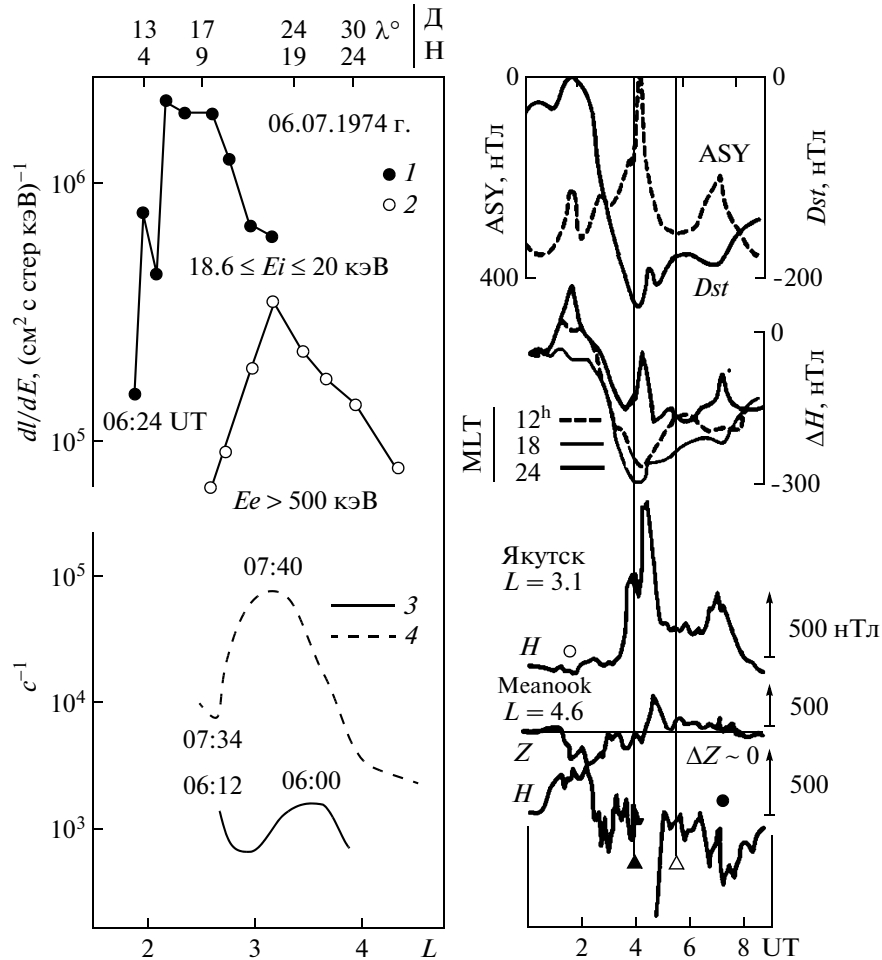 13 17 24 30 λ° Д
4 9 19 24 Н
dI/dE, (см² с стер кэВ)⁻¹
10⁶
10⁵
06.07.1974 г.
1
2
18.6 ≤ Ei ≤ 20 кэВ
06:24 UT
Ee > 500 кэВ
c⁻¹
10⁵
10⁴
10³
07:40
3
4
07:34
06:12 06:00
2 3 4 L
0 0
ASY, нТл
ASY
Dst, нТл
400 Dst -200
0
ΔH, нТл
MLT
12ʰ
18
24
-300
Якутск
L = 3.1
500 нТл
H
Meanook
L = 4.6
500
Z ΔZ ~ 0
H 500
2 4 6 8 UT